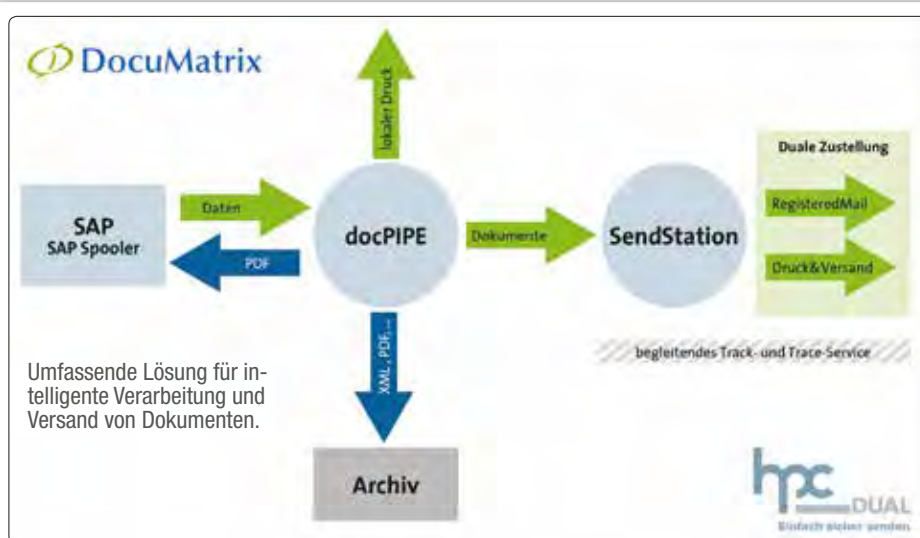 DocuMatrix
lokaler Druck
Duale Zustellung
SAP
SAP Spooler
Daten
PDF
docPIPE
Dokumente
SendStation
RegisteredMail
Druck&Versand
begleitendes Track- und Trace-Service
XML, PDF, ...
Umfassende Lösung für in-
telligente Verarbeitung und
Versand von Dokumenten.
Archiv
hpc
DUAL
Einfach sicher senden.